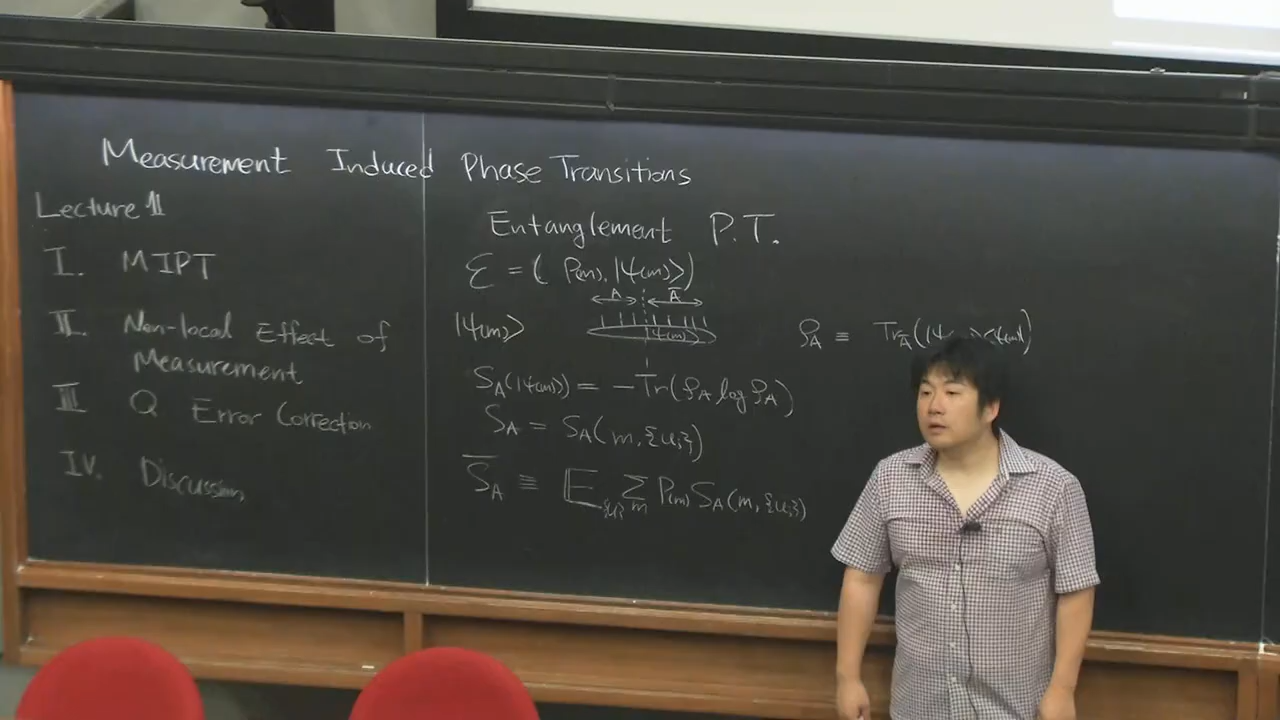 Measurement Induced Phase Transitions
Lecture 1
I. MIPT
II. Non-local Effect of
Measurement
III Q Error Correction
IV. Discussion
Entanglement P.T.
Ɛ = ( P(m), |Ψ(m)> )
A Ā
|Ψ(m)> |Ψ(m)> ρ_A ≡ Tr_Ā(|Ψ
S_A(|Ψ(m)>) = -Tr(ρ_A log ρ_A)
S_A = S_A(m, {U_i})
S̄_A ≡ 𝔼_{U_i} Σ_m P(m) S_A(m, {U_i})